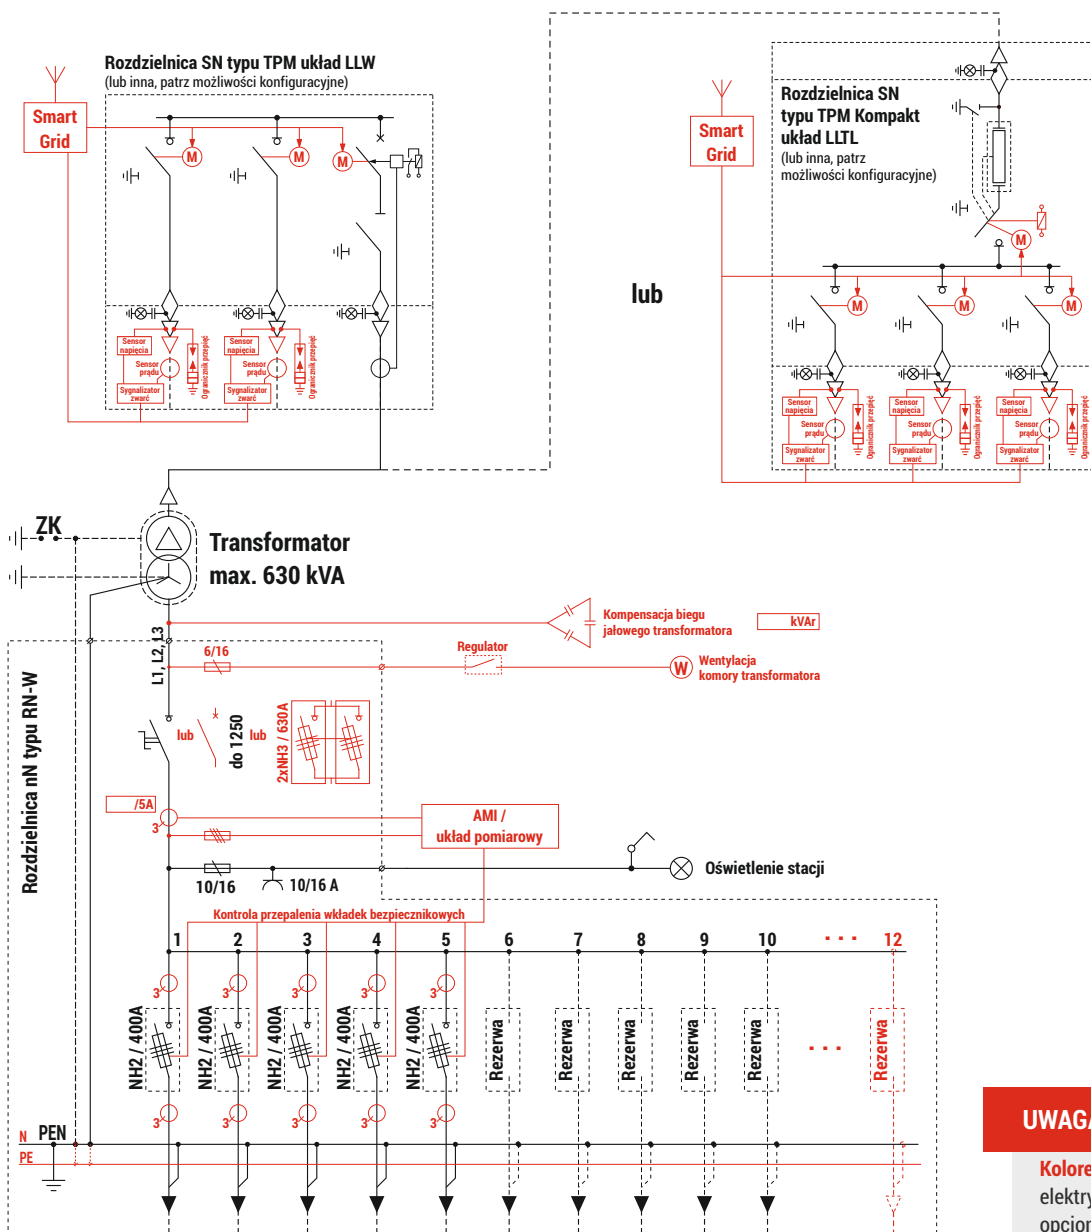 Rozdzielnica SN typu TPM układ LLW
(lub inna, patrz możliwości konfiguracyjne)
Smart
Grid
M
M
M
Sensor
napięcia
Sensor
prądu
Sygnalizator
zwarć
Ogranicznik przepięć
Sensor
napięcia
Sensor
prądu
Sygnalizator
zwarć
Ogranicznik przepięć
lub
Smart
Grid
Rozdzielnica SN
typu TPM Kompakt
układ LLTL
(lub inna, patrz
możliwości konfiguracyjne)
M
M
M
M
Sensor
napięcia
Sensor
prądu
Sygnalizator
zwarć
Ogranicznik przepięć
Sensor
napięcia
Sensor
prądu
Sygnalizator
zwarć
Ogranicznik przepięć
Sensor
napięcia
Sensor
prądu
Sygnalizator
zwarć
Ogranicznik przepięć
ZK
Transformator
max. 630 kVA
Kompensacja biegu
jałowego transformatora
kVAr
L1, L2, L3
6/16
Regulator
W
Wentylacja
komory transformatora
Rozdzielnica nN typu RN-W
lub
do 1250
lub
2xNH3 / 630A
/5A
3
AMI /
układ pomiarowy
10/16
10/16 A
Oświetlenie stacji
Kontrola przepalenia wkładek bezpiecznikowych
1 2 3 4 5 6 7 8 9 10 ... 12
3 3 3 3 3
NH2 / 400A
NH2 / 400A
NH2 / 400A
NH2 / 400A
NH2 / 400A
Rezerwa
Rezerwa
Rezerwa
Rezerwa
Rezerwa
...
Rezerwa
3 3 3 3 3
N PEN
PE
UWAGA
Kolore
elektry
opcjon